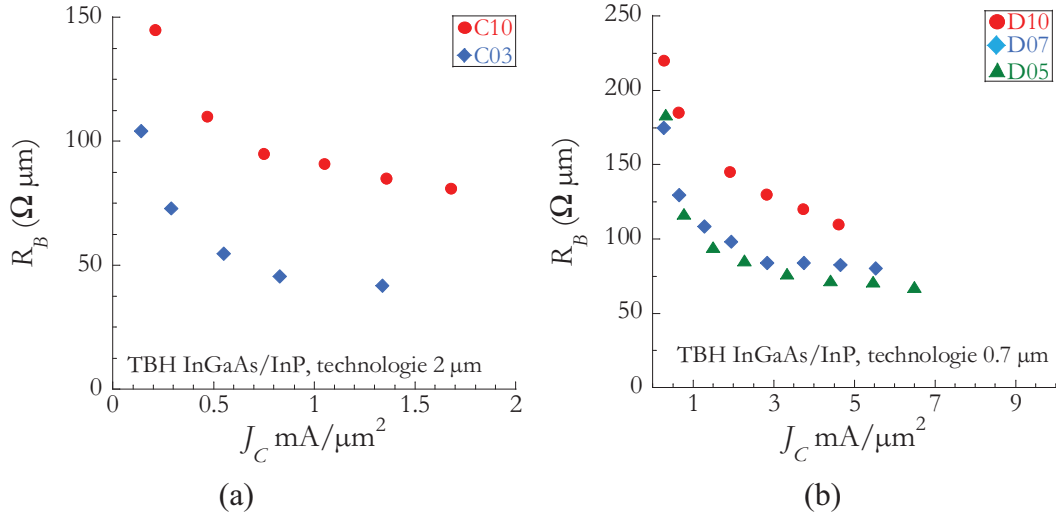 150
100
50
0
0
0.5
1
1.5
2
R_B (Ω μm)
J_C mA/μm²
C10
C03
TBH InGaAs/InP, technologie 2 μm
(a)
250
200
150
100
50
0
1
3
5
7
9
R_B (Ω μm)
J_C mA/μm²
D10
D07
D05
TBH InGaAs/InP, technologie 0.7 μm
(b)